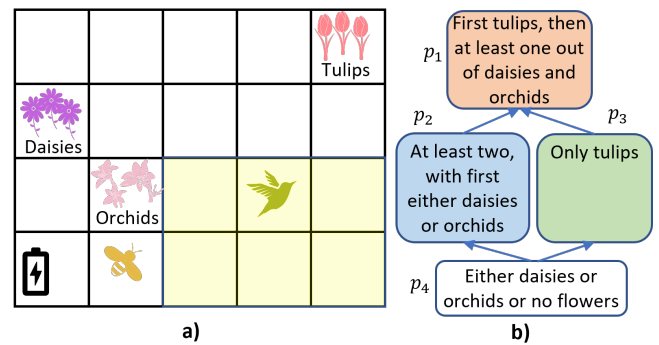 Tulips
Daisies
Orchids
a)
p1
First tulips, then
at least one out
of daisies and
orchids
p2
At least two,
with first
either daisies
or orchids
p3
Only tulips
p4
Either daisies or
orchids or no flowers
b)